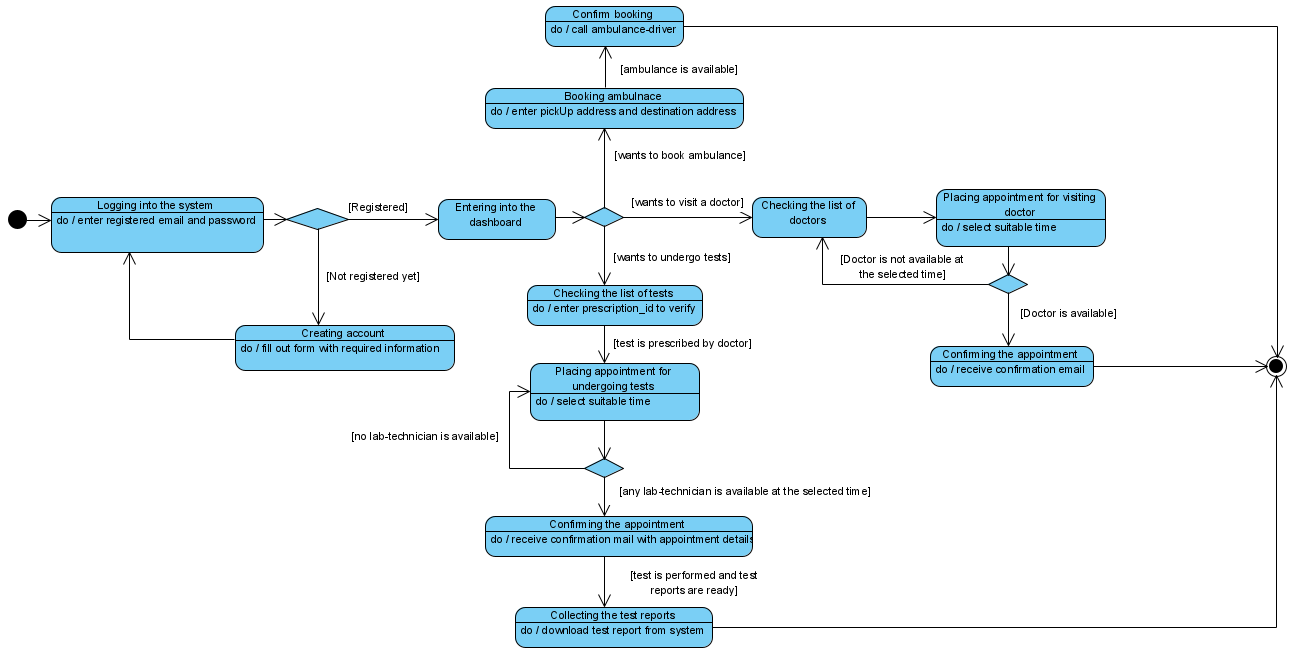 Confirm booking
do / call ambulance-driver
[ambulance is available]
Booking ambulnace
do / enter pickUp address and destination address
[wants to book ambulance]
Logging into the system
do / enter registered email and password
[Registered]
Entering into the
dashboard
[wants to visit a doctor]
Checking the list of
doctors
Placing appointment for visiting
doctor
do / select suitable time
[Not registered yet]
[wants to undergo tests]
[Doctor is not available at
the selected time]
Creating account
do / fill out form with required information
Checking the list of tests
do / enter prescription_id to verify
[Doctor is available]
[test is prescribed by doctor]
Confirming the appointment
do / receive confirmation email
Placing appointment for
undergoing tests
do / select suitable time
[no lab-technician is available]
[any lab-technician is available at the selected time]
Confirming the appointment
do / receive confirmation mail with appointment details
[test is performed and test
reports are ready]
Collecting the test reports
do / download test report from system